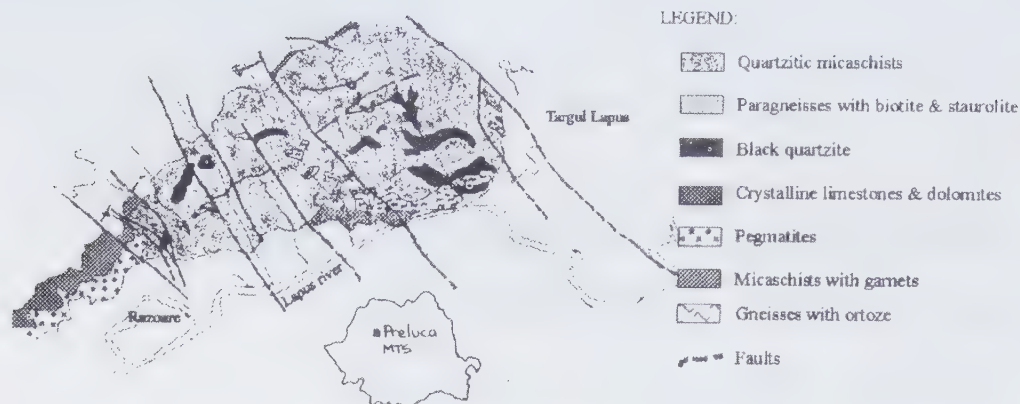 LEGEND:
Quartzitic micaschists
Paragneisses with biotite & staurolite
Black quartzite
Crystalline limestones & dolomites
Pegmatites
Micaschists with garnets
Gneisses with ortoze
Faults
Targul Lapus
Lapus river
Razoare
Preluca
MTS